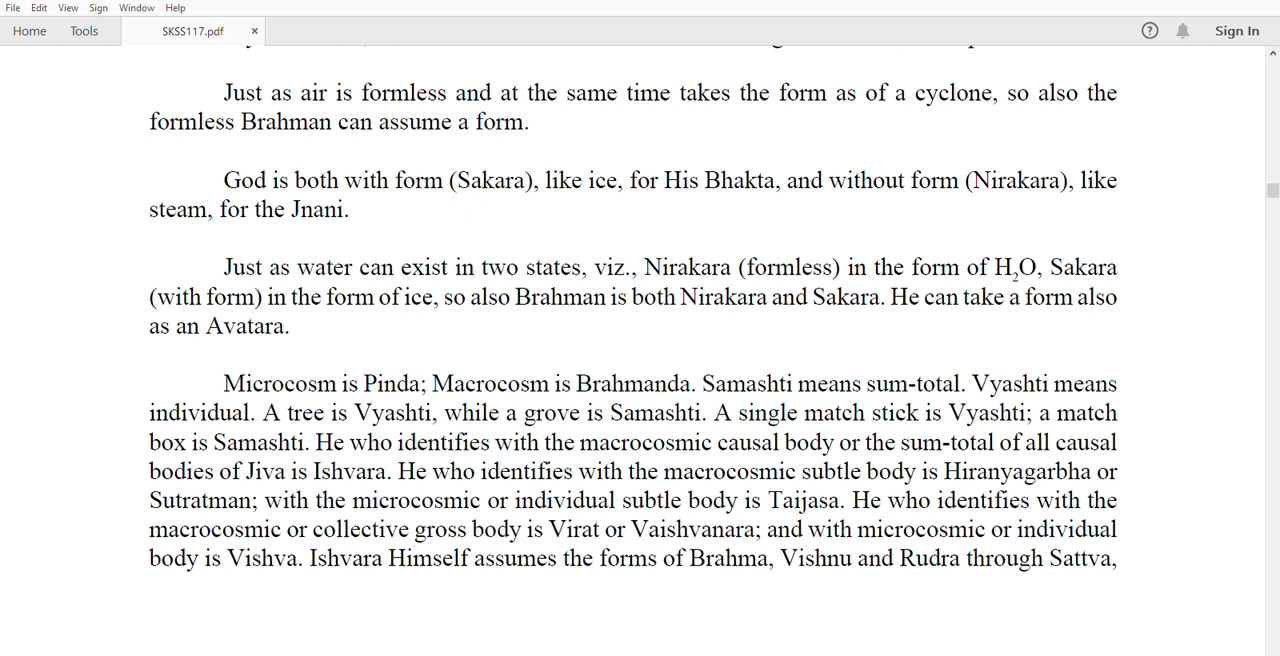 File Edit View Sign Window Help
Home Tools SKSS117.pdf × ? Sign In
Just as air is formless and at the same time takes the form as of a cyclone, so also the
formless Brahman can assume a form.
God is both with form (Sakara), like ice, for His Bhakta, and without form (Nirakara), like
steam, for the Jnani.
Just as water can exist in two states, viz., Nirakara (formless) in the form of H₂O, Sakara
(with form) in the form of ice, so also Brahman is both Nirakara and Sakara. He can take a form also
as an Avatara.
Microcosm is Pinda; Macrocosm is Brahmanda. Samashti means sum-total. Vyashti means
individual. A tree is Vyashti, while a grove is Samashti. A single match stick is Vyashti; a match
box is Samashti. He who identifies with the macrocosmic causal body or the sum-total of all causal
bodies of Jiva is Ishvara. He who identifies with the macrocosmic subtle body is Hiranyagarbha or
Sutratman; with the microcosmic or individual subtle body is Taijasa. He who identifies with the
macrocosmic or collective gross body is Virat or Vaishvanara; and with microcosmic or individual
body is Vishva. Ishvara Himself assumes the forms of Brahma, Vishnu and Rudra through Sattva,